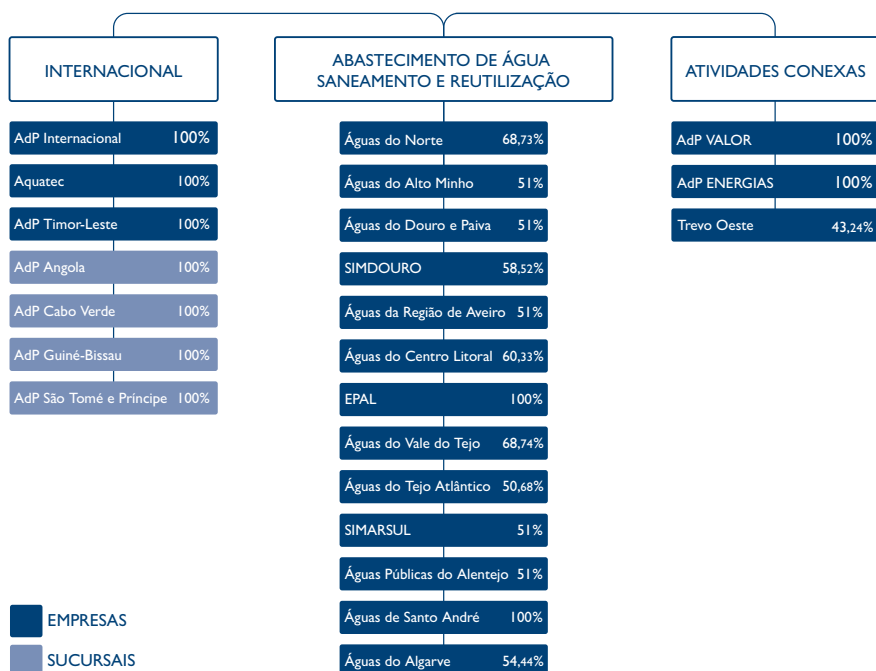 INTERNACIONAL
AdP Internacional 100%
Aquatec 100%
AdP Timor-Leste 100%
AdP Angola 100%
AdP Cabo Verde 100%
AdP Guiné-Bissau 100%
AdP São Tomé e Príncipe 100%
ABASTECIMENTO DE ÁGUA
SANEAMENTO E REUTILIZAÇÃO
Águas do Norte 68,73%
Águas do Alto Minho 51%
Águas do Douro e Paiva 51%
SIMDOURO 58,52%
Águas da Região de Aveiro 51%
Águas do Centro Litoral 60,33%
EPAL 100%
Águas do Vale do Tejo 68,74%
Águas do Tejo Atlântico 50,68%
SIMARSUL 51%
Águas Públicas do Alentejo 51%
Águas de Santo André 100%
Águas do Algarve 54,44%
ATIVIDADES CONEXAS
AdP VALOR 100%
AdP ENERGIAS 100%
Trevo Oeste 43,24%
EMPRESAS
SUCURSAIS